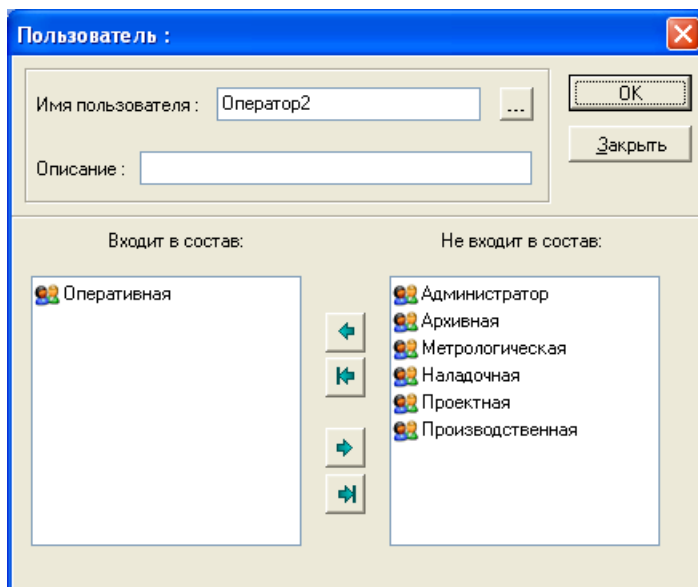 Пользователь :
Имя пользователя : Оператор2 ... OK
Закрыть
Описание :
Входит в состав: Не входит в состав:
Оперативная Администратор
Архивная
Метрологическая
Наладочная
Проектная
Производственная